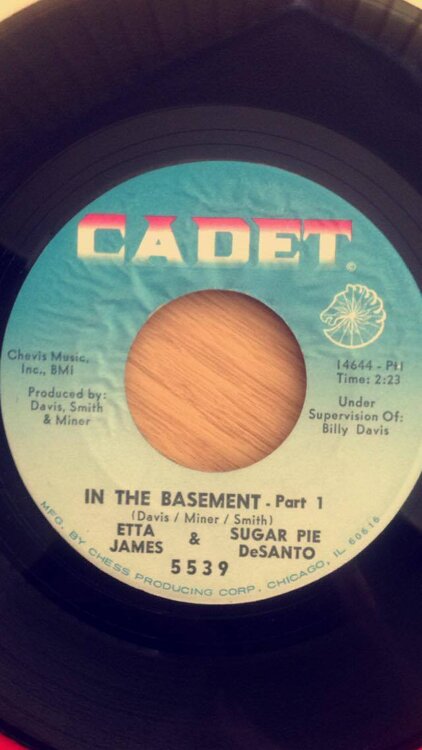 CADET
©
Chevis Music,
Inc., BMI
Produced by:
Davis, Smith
& Miner
14644 - Pt1
Time: 2:23
Under
Supervision Of:
Billy Davis
IN THE BASEMENT - Part 1
(Davis / Miner / Smith)
ETTA JAMES & SUGAR PIE DeSANTO
5539
MFG. BY CHESS PRODUCING CORP., CHICAGO, IL 60616